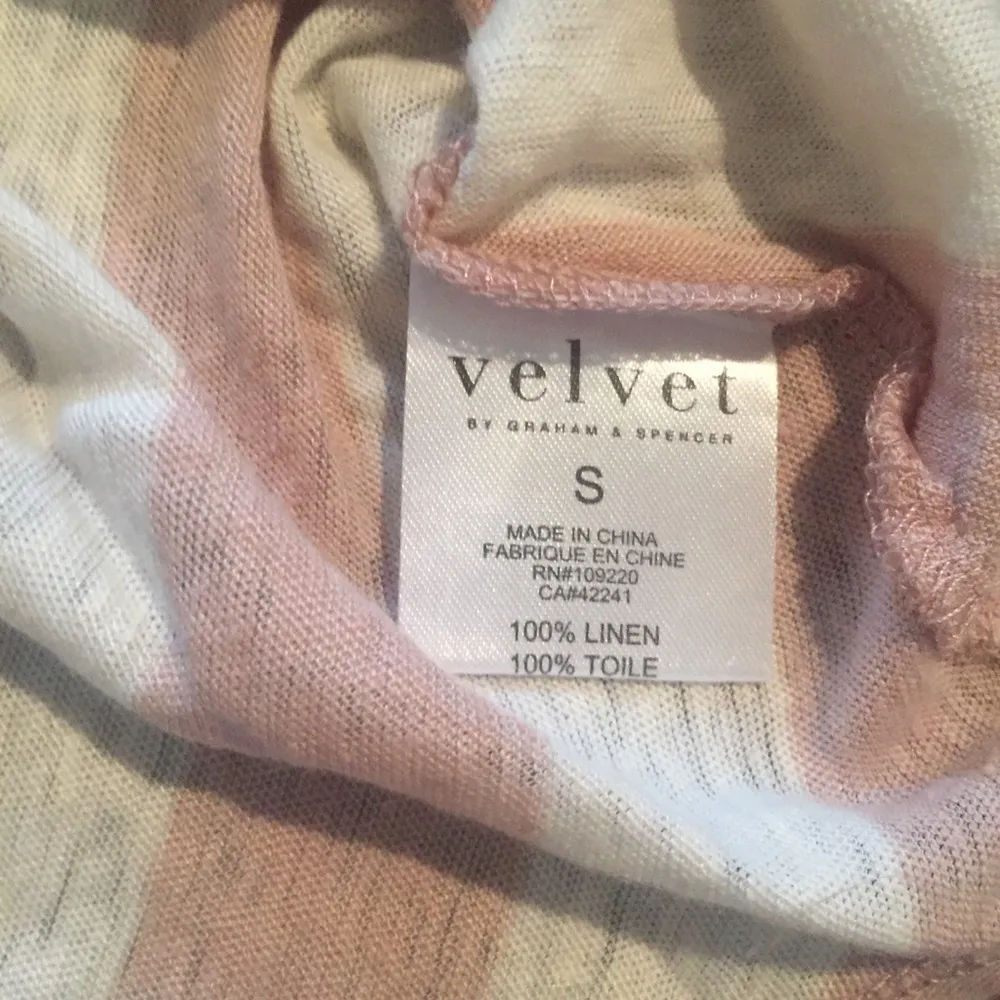 velvet
BY GRAHAM & SPENCER
S
MADE IN CHINA
FABRIQUE EN CHINE
RN#109220
CA#42241
100% LINEN
100% TOILE